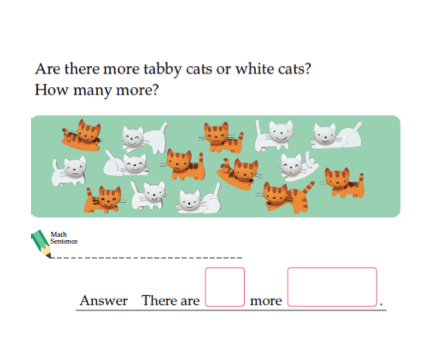 Are there more tabby cats or white cats?
How many more?
Math
Sentence
Answer There are more .